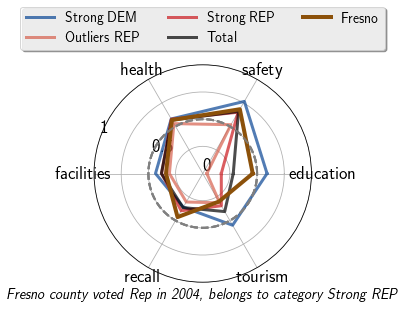 Strong DEM
Outliers REP
Strong REP
Total
Fresno
health
safety
1
0
facilities
education
recall
tourism
Fresno county voted Rep in 2004, belongs to category Strong REP